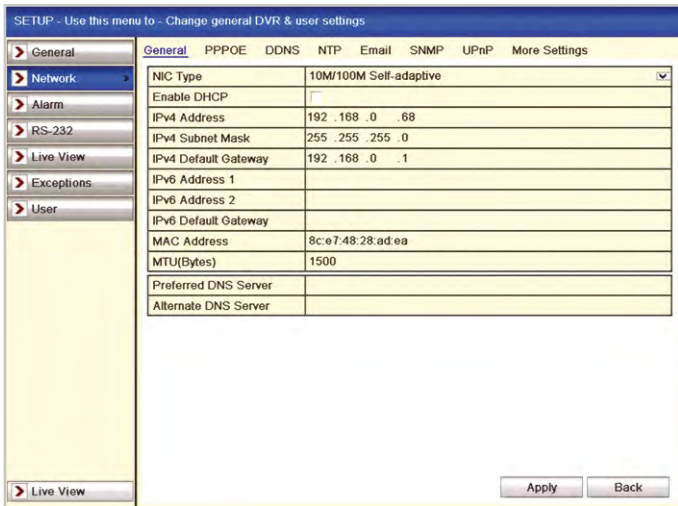 SETUP - Use this menu to - Change general DVR & user settings
General
Network
Alarm
RS-232
Live View
Exceptions
User
Live View
General PPPOE DDNS NTP Email SNMP UPnP More Settings
NIC Type 10M/100M Self-adaptive
Enable DHCP
IPv4 Address 192 .168 .0 .68
IPv4 Subnet Mask 255 .255 .255 .0
IPv4 Default Gateway 192 .168 .0 .1
IPv6 Address 1
IPv6 Address 2
IPv6 Default Gateway
MAC Address 8c:e7:48:28:ad:ea
MTU(Bytes) 1500
Preferred DNS Server
Alternate DNS Server
Apply Back